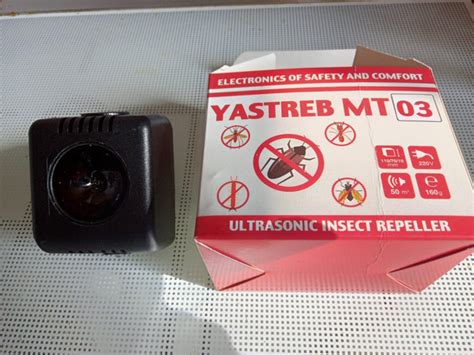 ELECTRONICS OF SAFETY AND COMFORT
YASTREB MT 03
220V
50 m²
160g
ULTRASONIC INSECT REPELLER